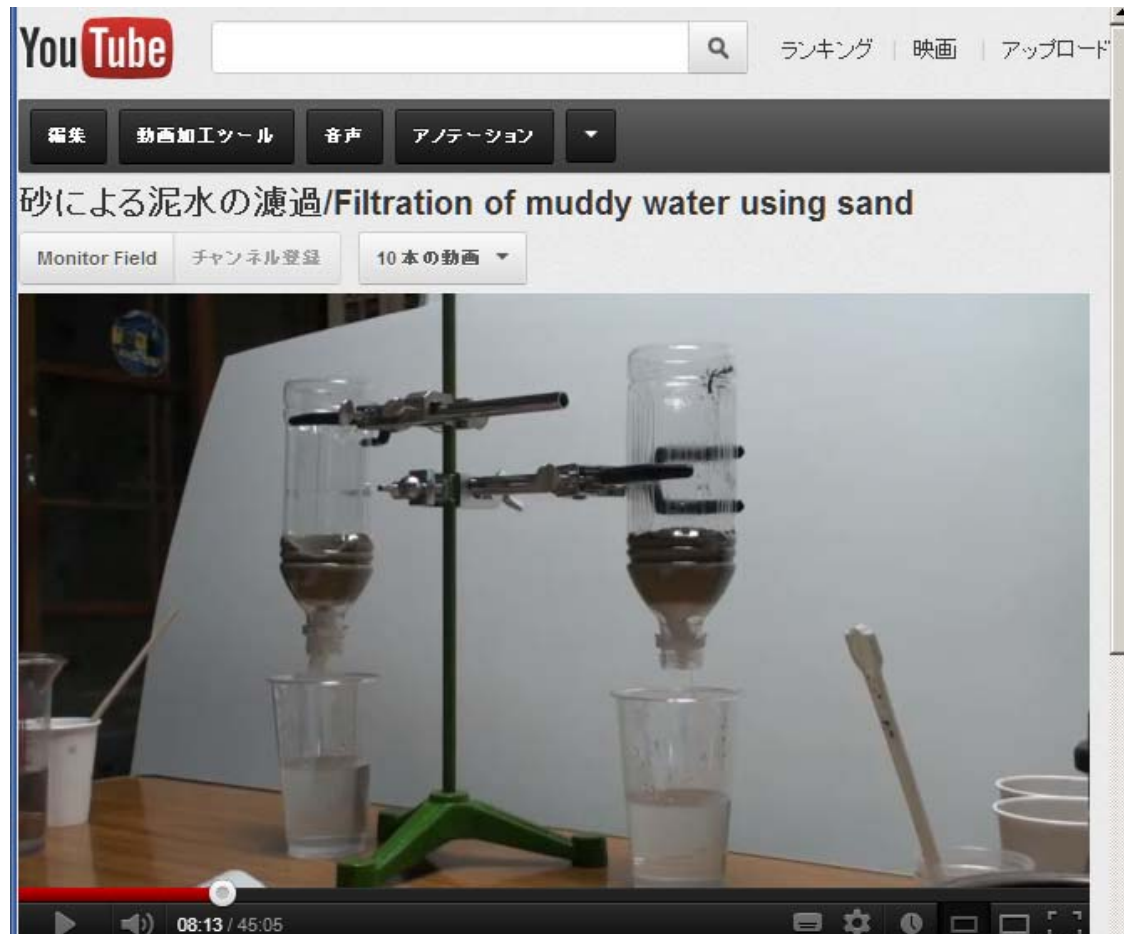 YouTube
ランキング | 映画 | アップロード
編集 動画加工ツール 音声 アノテーション
砂による泥水の濾過/Filtration of muddy water using sand
Monitor Field チャンネル登録 10 本の動画
08:13 / 45:05